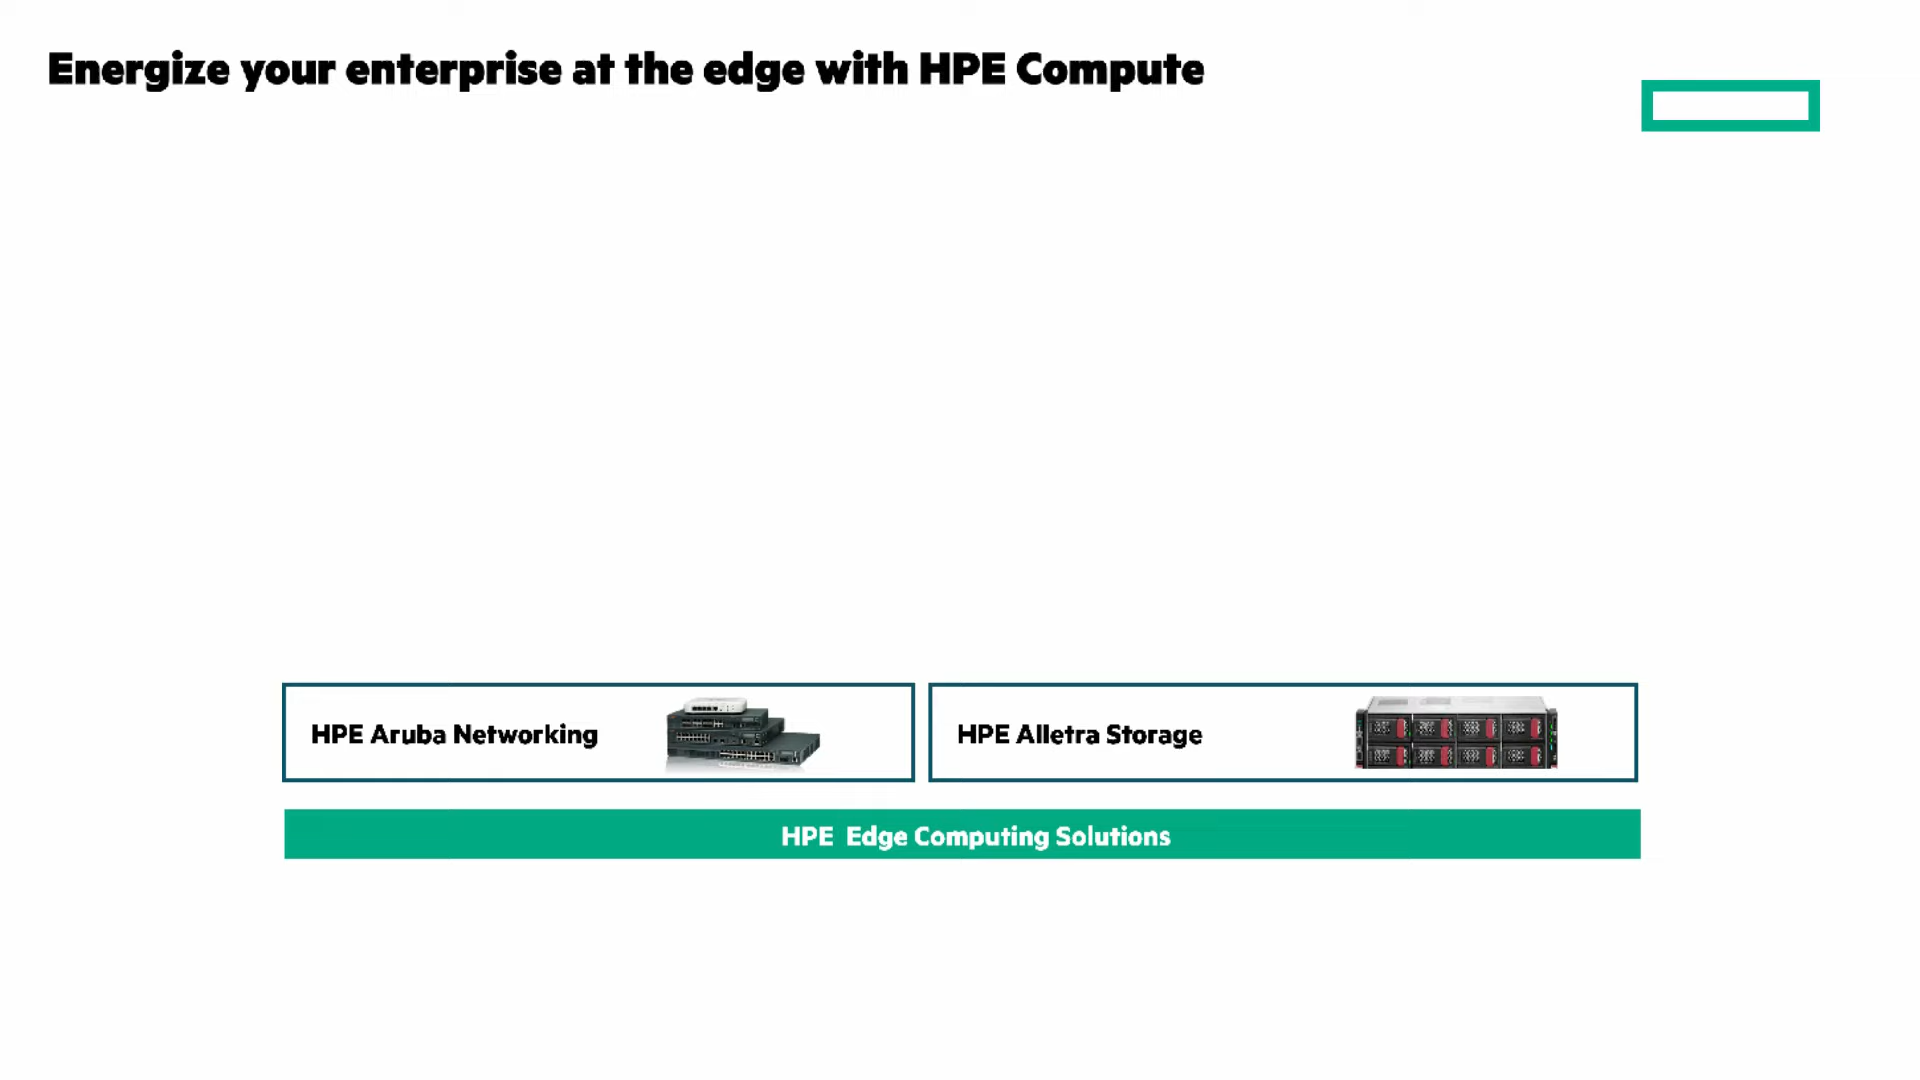 Energize your enterprise at the edge with HPE Compute
HPE Aruba Networking
HPE Alletra Storage
HPE Edge Computing Solutions